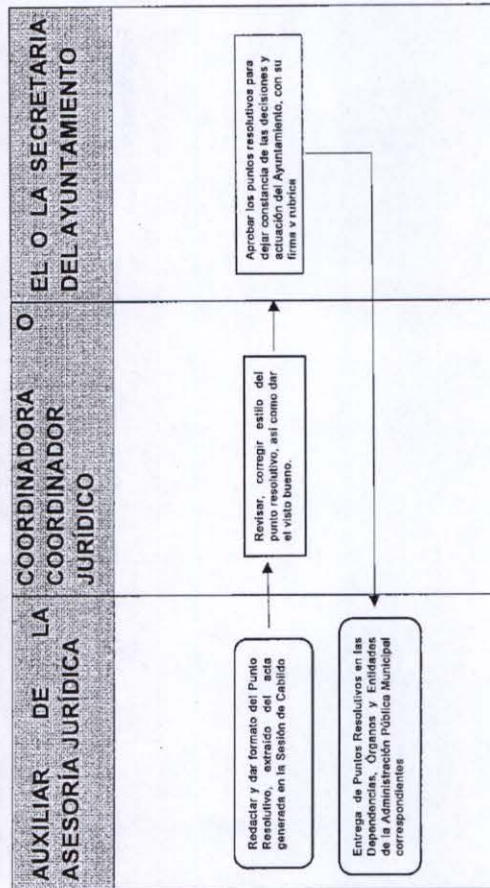 AUXILIAR DE LA
ASESORÍA JURÍDICA
COORDINADORA O
COORDINADOR
JURÍDICO
EL O LA SECRETARIA
DEL AYUNTAMIENTO
Redactar y dar formato del Punto
Resolutivo, extraído del acta
generada en la Sesión de Cabildo
Revisar, corregir estilo del
punto resolutivo, así como dar
el visto bueno.
Aprobar los puntos resolutivos para
dejar constancia de las decisiones y
actuación del Ayuntamiento, con su
firma y rubrica
Entrega de Puntos Resolutivos en las
Dependencias, Órganos y Entidades
de la Administración Pública Municipal
correspondientes